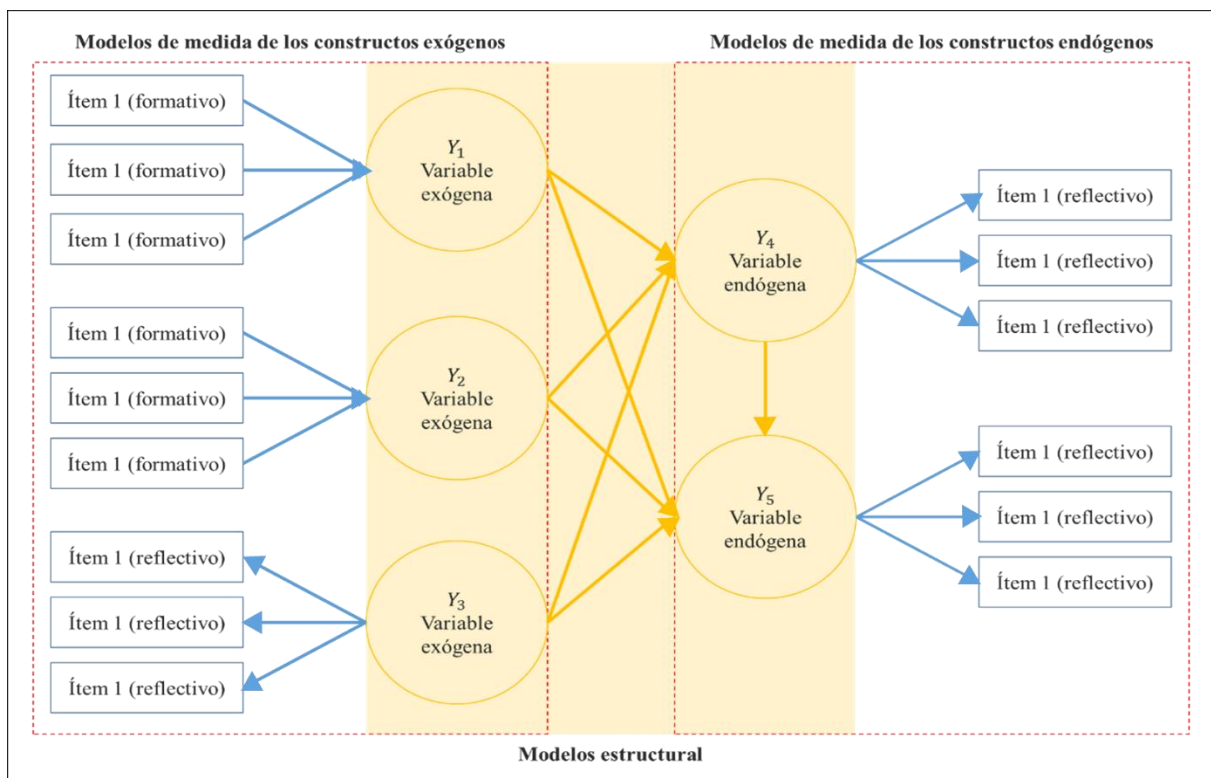 Modelos de medida de los constructos exógenos
Modelos de medida de los constructos endógenos
Ítem 1 (formativo)
Ítem 1 (formativo)
Ítem 1 (formativo)
Y₁
Variable
exógena
Ítem 1 (formativo)
Ítem 1 (formativo)
Ítem 1 (formativo)
Y₂
Variable
exógena
Ítem 1 (reflectivo)
Ítem 1 (reflectivo)
Ítem 1 (reflectivo)
Y₃
Variable
exógena
Y₄
Variable
endógena
Ítem 1 (reflectivo)
Ítem 1 (reflectivo)
Ítem 1 (reflectivo)
Y₅
Variable
endógena
Ítem 1 (reflectivo)
Ítem 1 (reflectivo)
Ítem 1 (reflectivo)
Modelos estructural